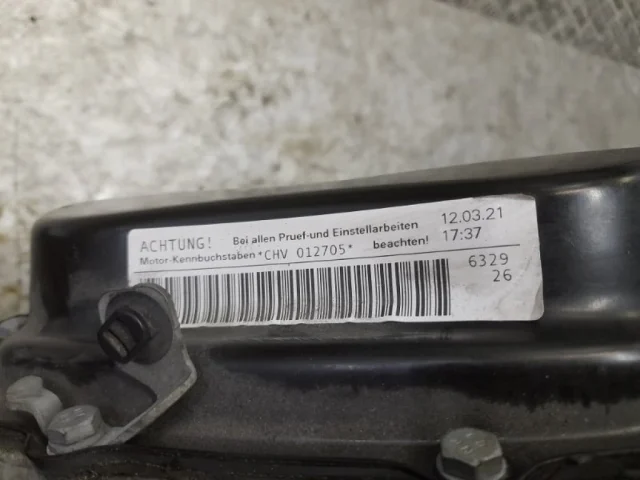 ACHTUNG! Bei allen Pruef-und Einstellarbeiten 12.03.21
Motor-Kennbuchstaben *CHV 012705* beachten! 17:37
6329
26